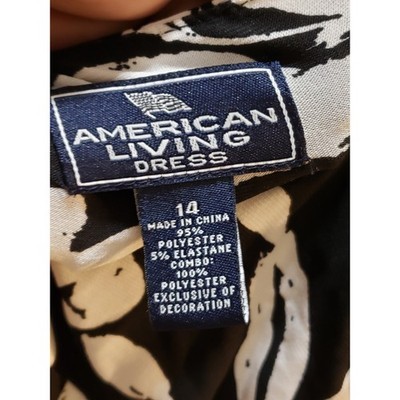 AMERICAN
LIVING
DRESS
14
MADE IN CHINA
95%
POLYESTER
5% ELASTANE
COMBO:
100%
POLYESTER
EXCLUSIVE OF
DECORATION